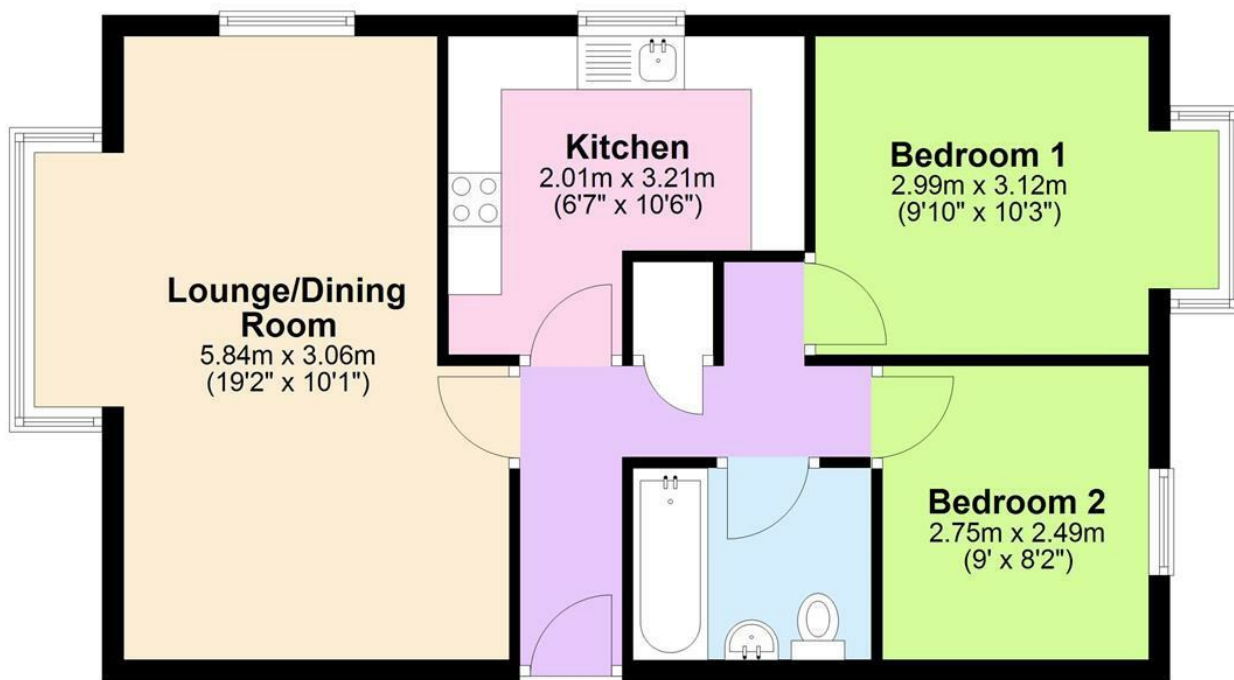 Kitchen
2.01m x 3.21m
(6'7" x 10'6")
Bedroom 1
2.99m x 3.12m
(9'10" x 10'3")
Lounge/Dining
Room
5.84m x 3.06m
(19'2" x 10'1")
Bedroom 2
2.75m x 2.49m
(9' x 8'2")